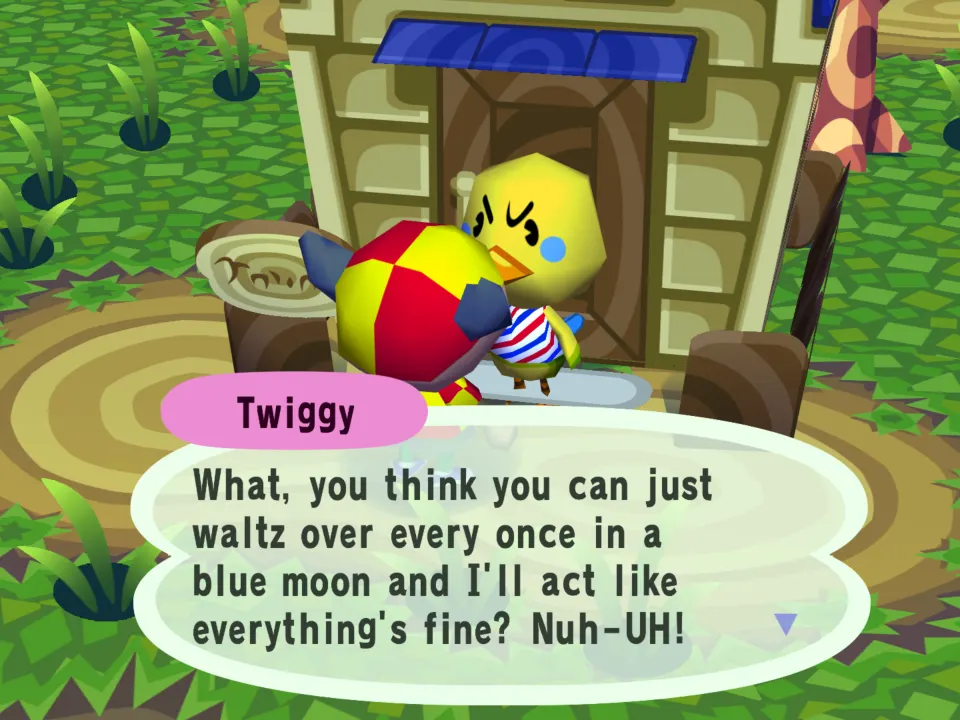 Twiggy
What, you think you can just
waltz over every once in a
blue moon and I'll act like
everything's fine? Nuh-UH!